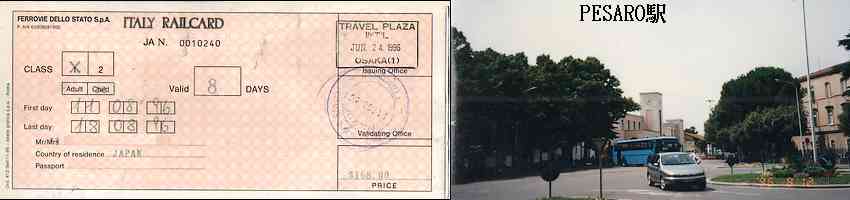 FERROVIE DELLO STATO S.p.A.
ITALY RAILCARD
JA N. 0010240
TRAVEL PLAZA
INT'L
JUN. 24. 1996
OSAKA(1)
Issuing Office
CLASS X 2
Adult Child
Valid 8 DAYS
First day 11 08 96
Last day 18 08 96
Validating Office
Mr/Mrs
Country of residence JAPAN
Passport
$168.00
PRICE
PESARO駅